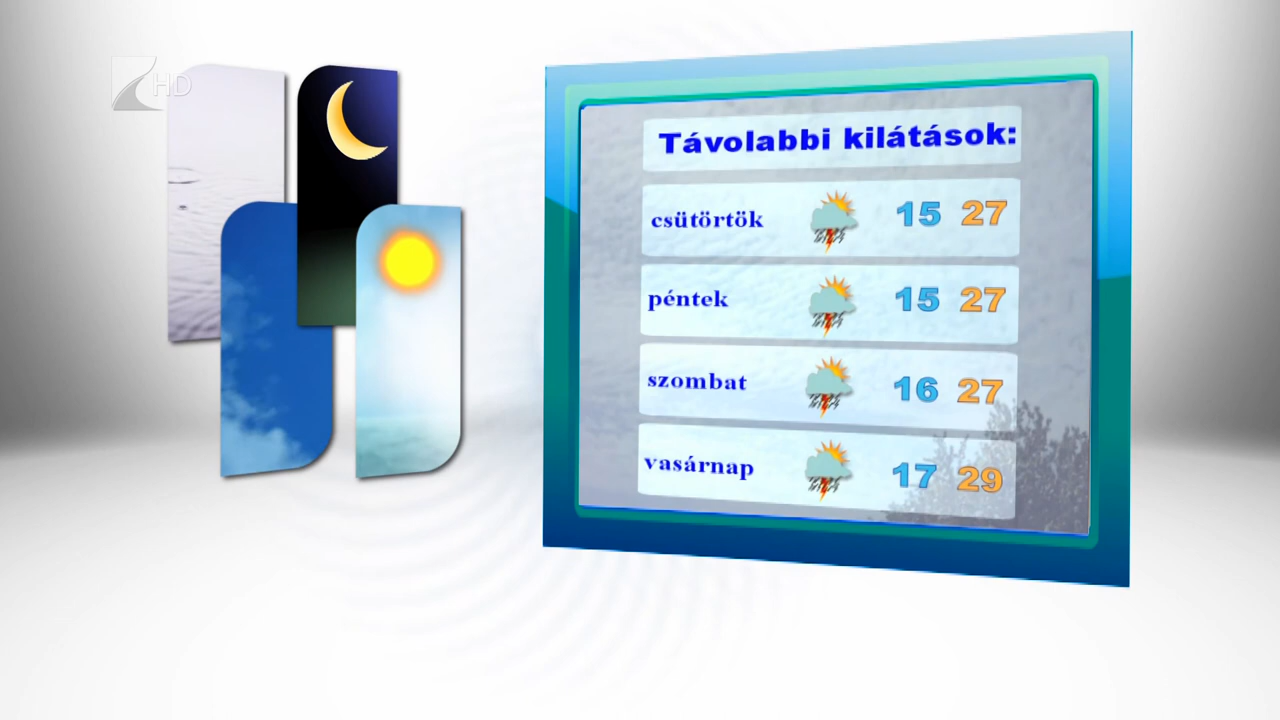 HD
Távolabbi kilátások:
csütörtök 15 27
péntek 15 27
szombat 16 27
vasárnap 17 29